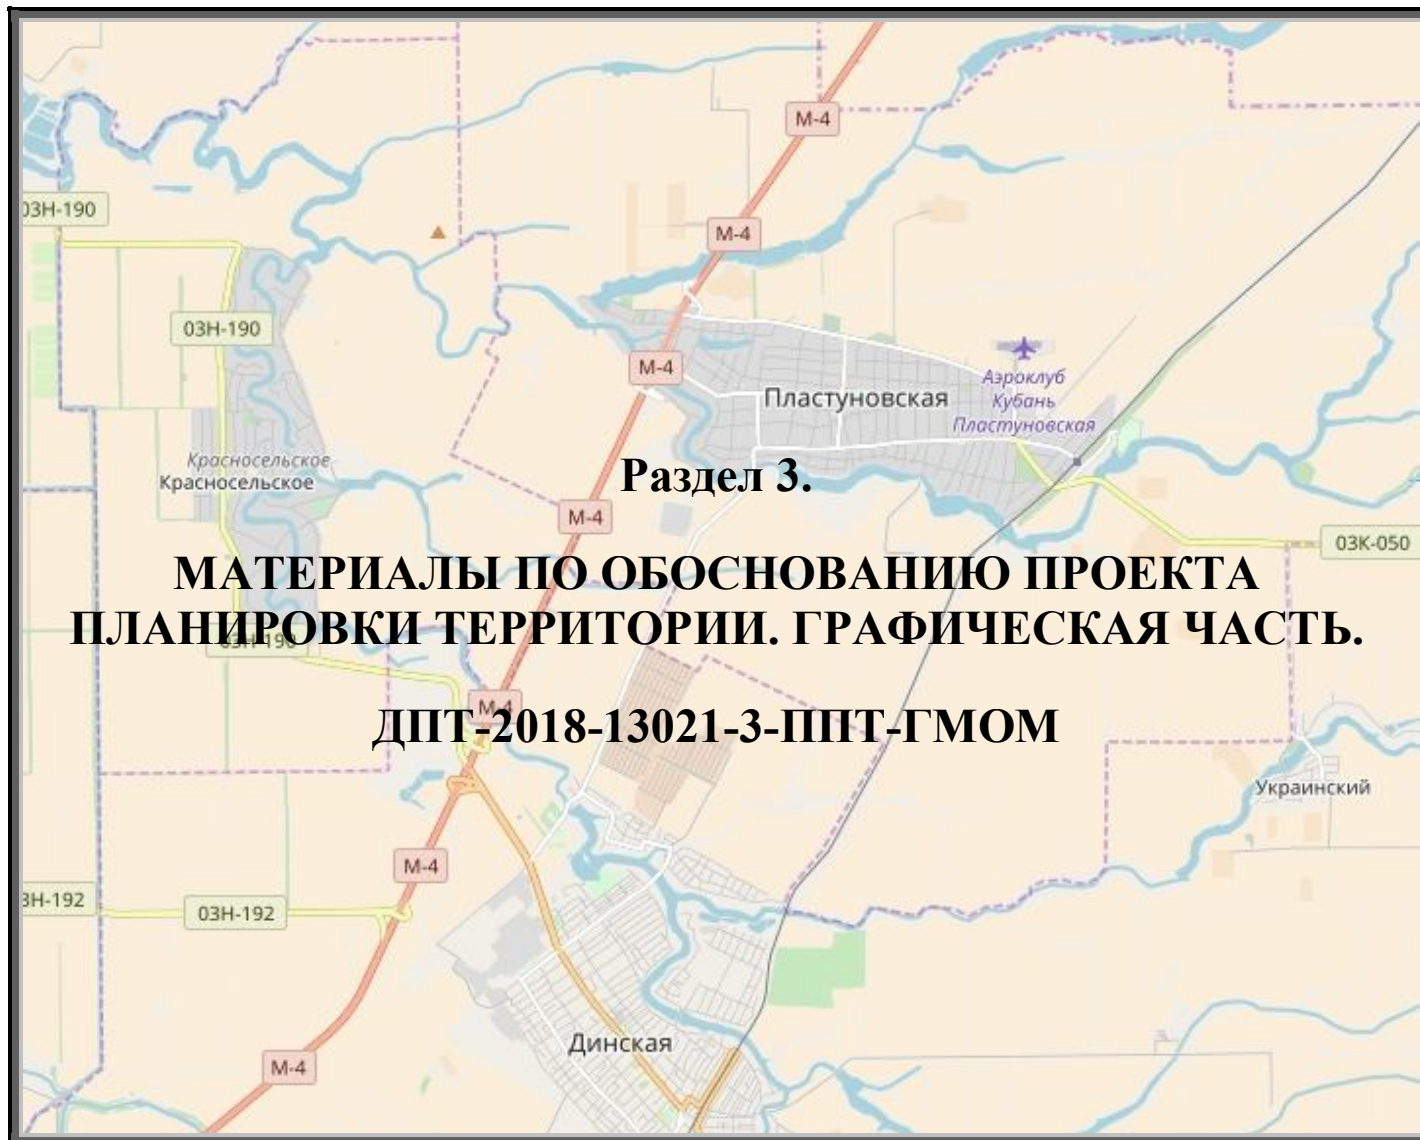 М-4
03Н-190
М-4
03Н-190
М-4
Аэроклуб
Кубань
Пластуновская
Пластуновская
Красносельское
Красносельское
Раздел 3.
М-4
03К-050
МАТЕРИАЛЫ ПО ОБОСНОВАНИЮ ПРОЕКТА
ПЛАНИРОВКИ ТЕРРИТОРИИ. ГРАФИЧЕСКАЯ ЧАСТЬ.
03Н-190
М-4
ДПТ-2018-13021-3-ППТ-ГМОМ
Украинский
М-4
3Н-192
03Н-192
Динская
М-4